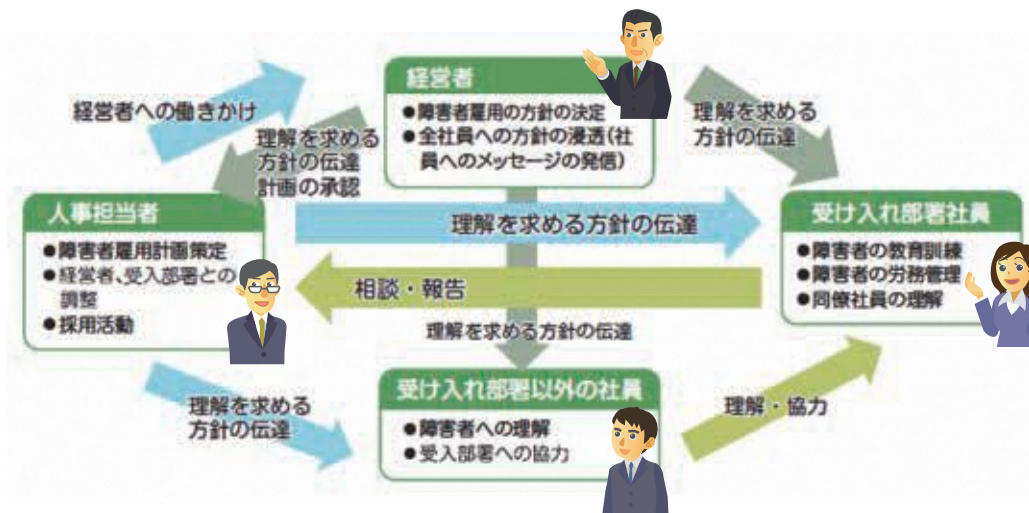 経営者
●障害者雇用の方針の決定
●全社員への方針の浸透(社
員へのメッセージの発信)
経営者への働きかけ
理解を求める
方針の伝達
計画の承認
理解を求める
方針の伝達
人事担当者
●障害者雇用計画策定
●経営者、受入部署との
調整
●採用活動
理解を求める方針の伝達
相談・報告
理解を求める方針の伝達
受け入れ部署社員
●障害者の教育訓練
●障害者の労務管理
●同僚社員の理解
理解を求める
方針の伝達
受け入れ部署以外の社員
●障害者への理解
●受入部署への協力
理解・協力